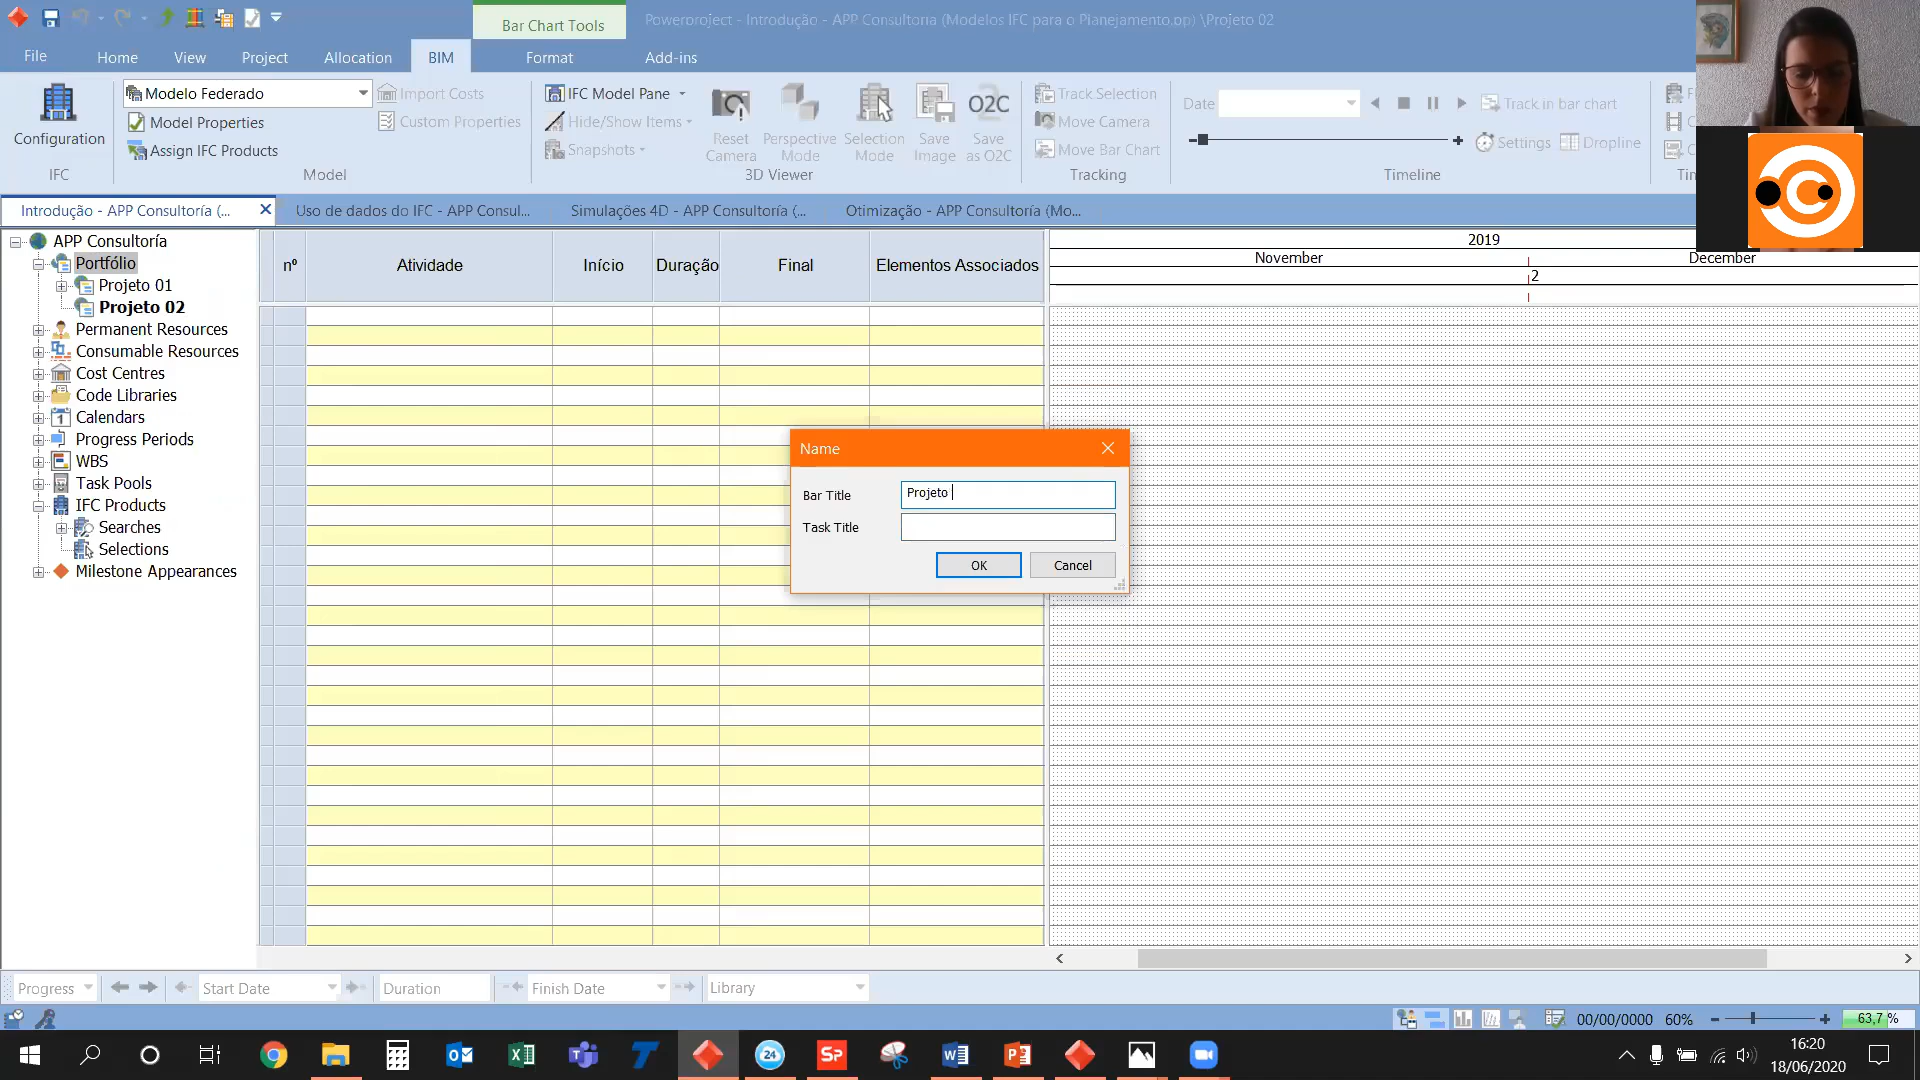 Bar Chart Tools
Powerproject - Introdução - APP Consultoria (Modelos IFC para o Planejamento.pp) \Projeto 02
File
Home
View
Project
Allocation
BIM
Format
Add-ins
Configuration
IFC
Modelo Federado
Model Properties
Assign IFC Products
Import Costs
Custom Properties
Model
IFC Model Pane
Hide/Show Items
Snapshots
Reset Camera
Perspective Mode
Selection Mode
Save Image
O2C
Save as O2C
3D Viewer
Track Selection
Move Camera
Move Bar Chart
Tracking
Date
Track in bar chart
Settings
Dropline
Timeline
Introdução - APP Consultoría (...
Uso de dados do IFC - APP Consul...
Simulações 4D - APP Consultoría (...
Otimização - APP Consultoría (Mo...
APP Consultoría
Portfólio
Projeto 01
Projeto 02
Permanent Resources
Consumable Resources
Cost Centres
Code Libraries
Calendars
Progress Periods
WBS
Task Pools
IFC Products
Searches
Selections
Milestone Appearances
nº
Atividade
Início
Duração
Final
Elementos Associados
2019
November
December
2
Name
Bar Title
Projeto
Task Title
OK
Cancel
Progress
Start Date
Duration
Finish Date
Library
00/00/0000
60%
63,7 %
24
SP
16:20
18/06/2020